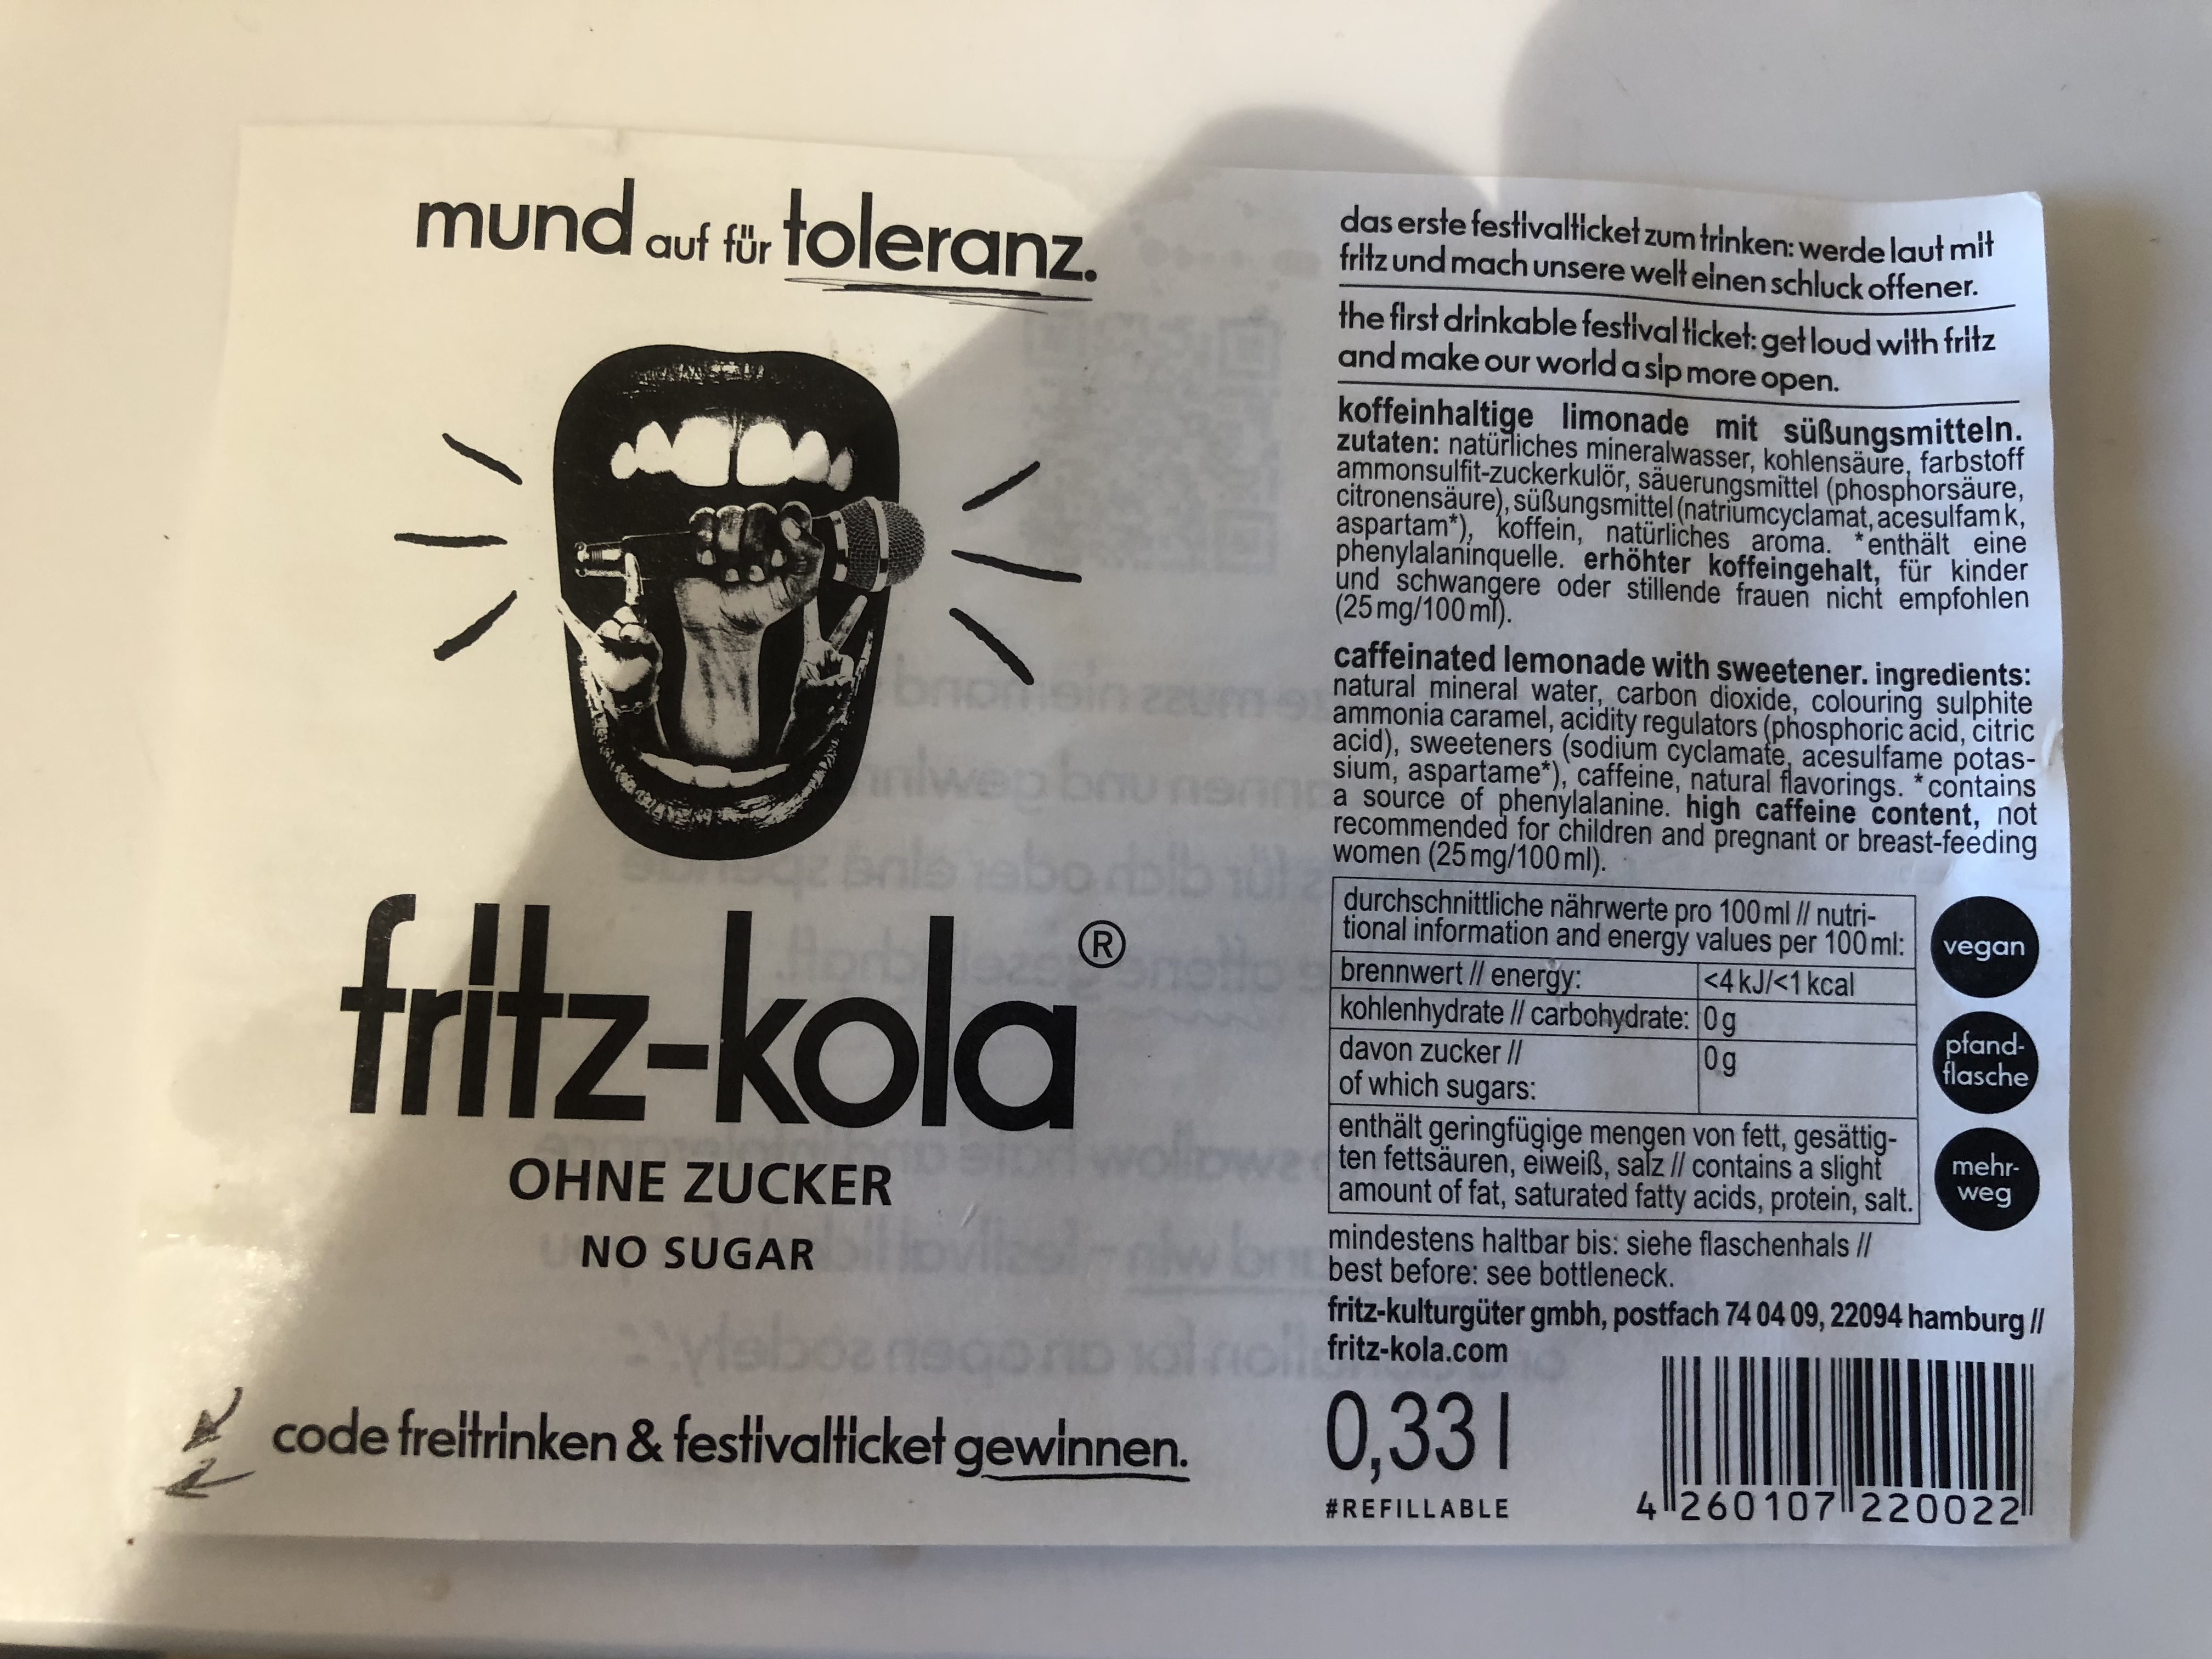 mund auf für toleranz.
fritz-kola®
OHNE ZUCKER
NO SUGAR
code freitrinken & festivalticket gewinnen.
das erste festivalticket zum trinken: werde laut mit
fritz und mach unsere welt einen schluck offener.
the first drinkable festival ticket: get loud with fritz
and make our world a sip more open.
koffeinhaltige limonade mit süßungsmitteln.
zutaten: natürliches mineralwasser, kohlensäure, farbstoff
ammonsulfit-zuckerkulör, säuerungsmittel (phosphorsäure,
citronensäure), süßungsmittel (natriumcyclamat, acesulfam k,
aspartam*), koffein, natürliches aroma. *enthält eine
phenylalaninquelle. erhöhter koffeingehalt, für kinder
und schwangere oder stillende frauen nicht empfohlen
(25 mg/100 ml).
caffeinated lemonade with sweetener. ingredients:
natural mineral water, carbon dioxide, colouring sulphite
ammonia caramel, acidity regulators (phosphoric acid, citric
acid), sweeteners (sodium cyclamate, acesulfame potas-
sium, aspartame*), caffeine, natural flavorings. *contains
a source of phenylalanine. high caffeine content, not
recommended for children and pregnant or breast-feeding
women (25 mg/100 ml).
durchschnittliche nährwerte pro 100 ml // nutri-
tional information and energy values per 100 ml:
brennwert // energy: <4 kJ/<1 kcal
kohlenhydrate // carbohydrate: 0 g
davon zucker // 0 g
of which sugars:
enthält geringfügige mengen von fett, gesättig-
ten fettsäuren, eiweiß, salz // contains a slight
amount of fat, saturated fatty acids, protein, salt.
vegan
pfand-
flasche
mehr-
weg
mindestens haltbar bis: siehe flaschenhals //
best before: see bottleneck.
fritz-kulturgüter gmbh, postfach 74 04 09, 22094 hamburg //
fritz-kola.com
0,33 l
#REFILLABLE
4 260107 220022